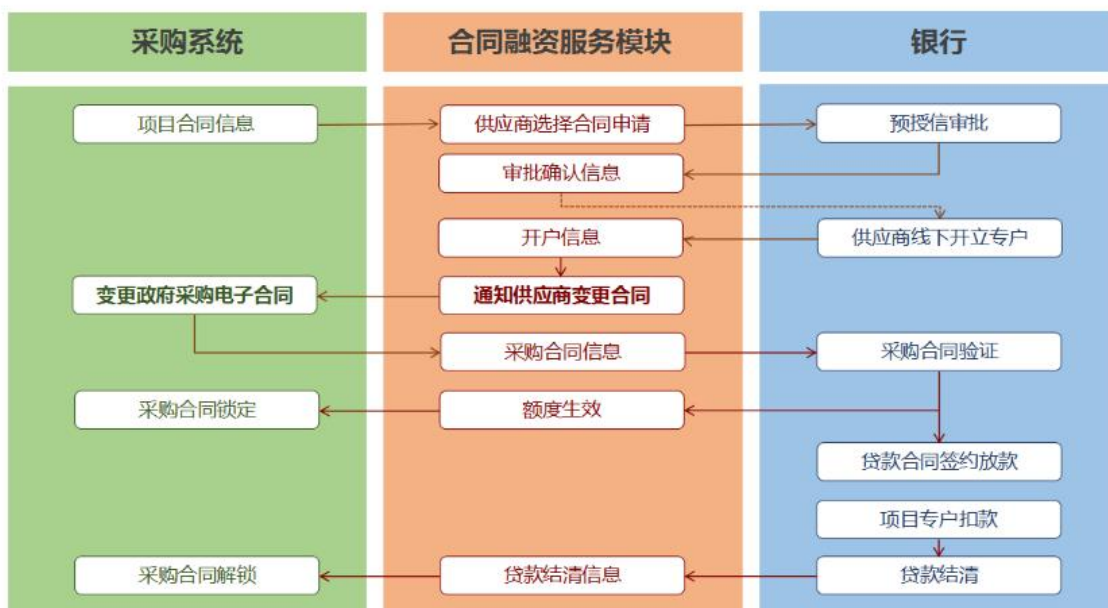 采购系统
合同融资服务模块
银行
项目合同信息
供应商选择合同申请
预授信审批
审批确认信息
开户信息
供应商线下开立专户
变更政府采购电子合同
通知供应商变更合同
采购合同信息
采购合同验证
采购合同锁定
额度生效
贷款合同签约放款
项目专户扣款
采购合同解锁
贷款结清信息
贷款结清